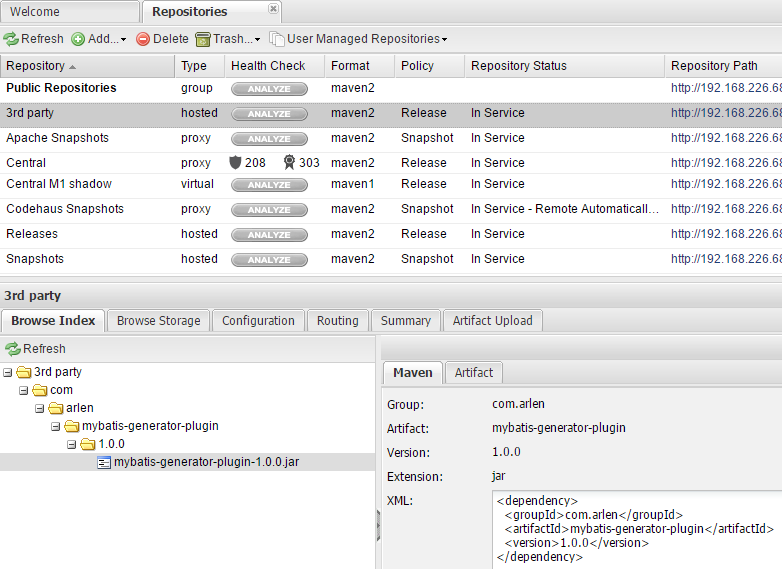 Welcome Repositories
Refresh Add... Delete Trash... User Managed Repositories
Repository Type Health Check Format Policy Repository Status Repository Path
Public Repositories group ANALYZE maven2 http://192.168.226.68
3rd party hosted ANALYZE maven2 Release In Service http://192.168.226.68
Apache Snapshots proxy ANALYZE maven2 Snapshot In Service http://192.168.226.68
Central proxy 208 303 maven2 Release In Service http://192.168.226.68
Central M1 shadow virtual ANALYZE maven1 Release In Service http://192.168.226.68
Codehaus Snapshots proxy ANALYZE maven2 Snapshot In Service - Remote Automaticall... http://192.168.226.68
Releases hosted ANALYZE maven2 Release In Service http://192.168.226.68
Snapshots hosted ANALYZE maven2 Snapshot In Service http://192.168.226.68
3rd party
Browse Index Browse Storage Configuration Routing Summary Artifact Upload
Refresh
3rd party
com
arlen
mybatis-generator-plugin
1.0.0
mybatis-generator-plugin-1.0.0.jar
Maven Artifact
Group: com.arlen
Artifact: mybatis-generator-plugin
Version: 1.0.0
Extension: jar
XML: <dependency>
<groupId>com.arlen</groupId>
<artifactId>mybatis-generator-plugin</artifactId>
<version>1.0.0</version>
</dependency>